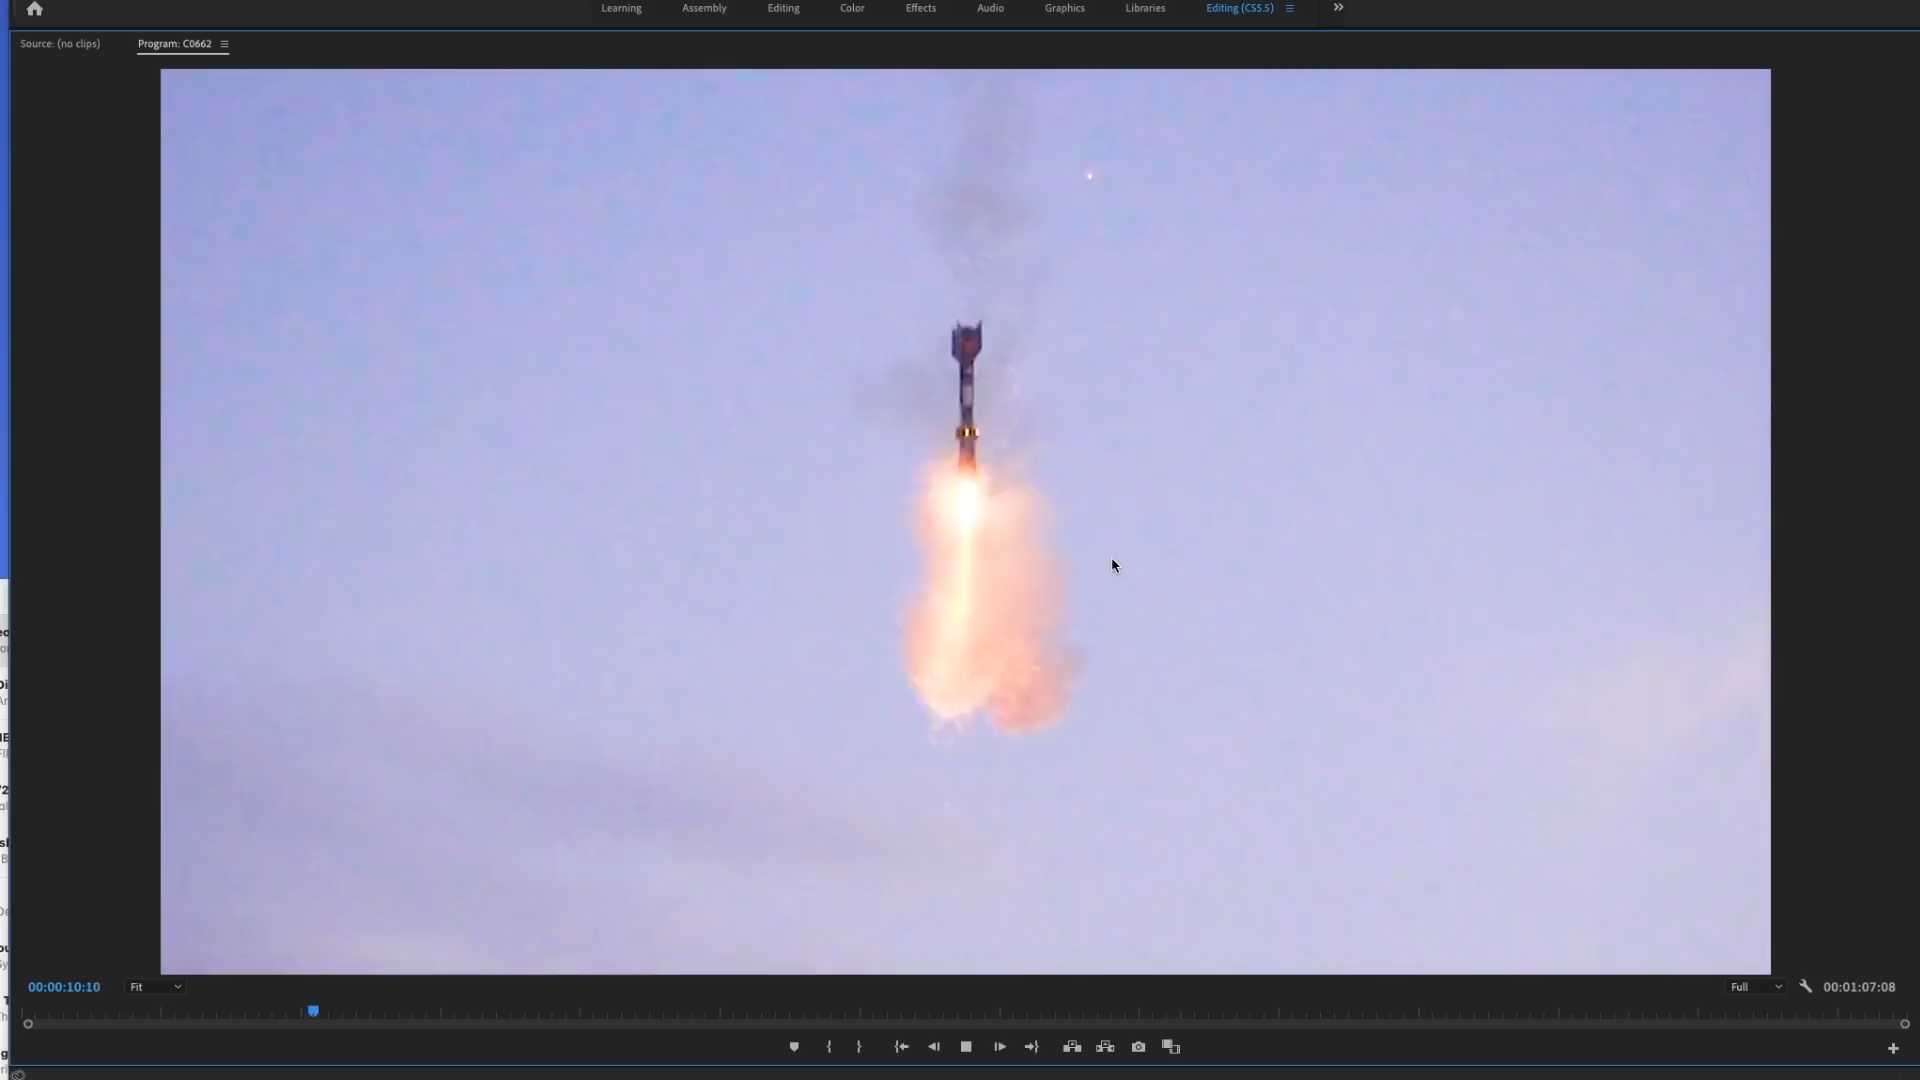 Learning Assembly Editing Color Effects Audio Graphics Libraries Editing (CS5.5)
Source: (no clips) Program: C0662
00:00:10:10 Fit Full 00:01:07:08